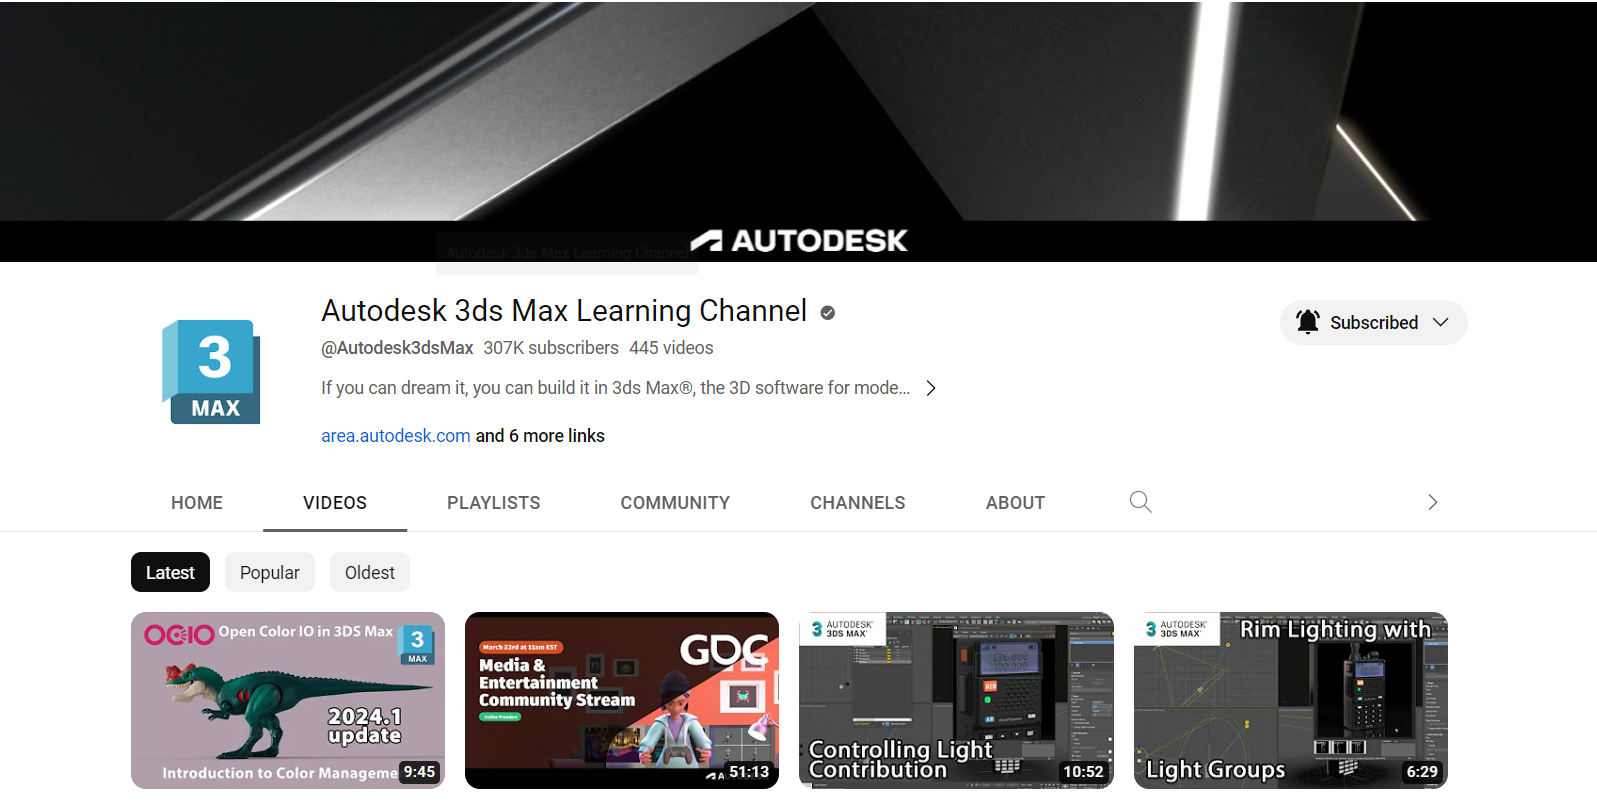 AUTODESK
Autodesk 3ds Max Learning Channel
Autodesk 3ds Max Learning Channel
@Autodesk3dsMax 307K subscribers 445 videos
If you can dream it, you can build it in 3ds Max®, the 3D software for mode...
area.autodesk.com and 6 more links
Subscribed
3
MAX
HOME VIDEOS PLAYLISTS COMMUNITY CHANNELS ABOUT
Latest Popular Oldest
OCIO Open Color IO in 3DS Max
3
MAX
2024.1
update
Introduction to Color Manageme
9:45
March 23rd at 11am EST
GDC
Media &
Entertainment
Community Stream
Online Premiere
51:13
3 AUTODESK
3DS MAX
136.000
Controlling Light
Contribution
10:52
3 AUTODESK
3DS MAX
Rim Lighting with
Light Groups
6:29